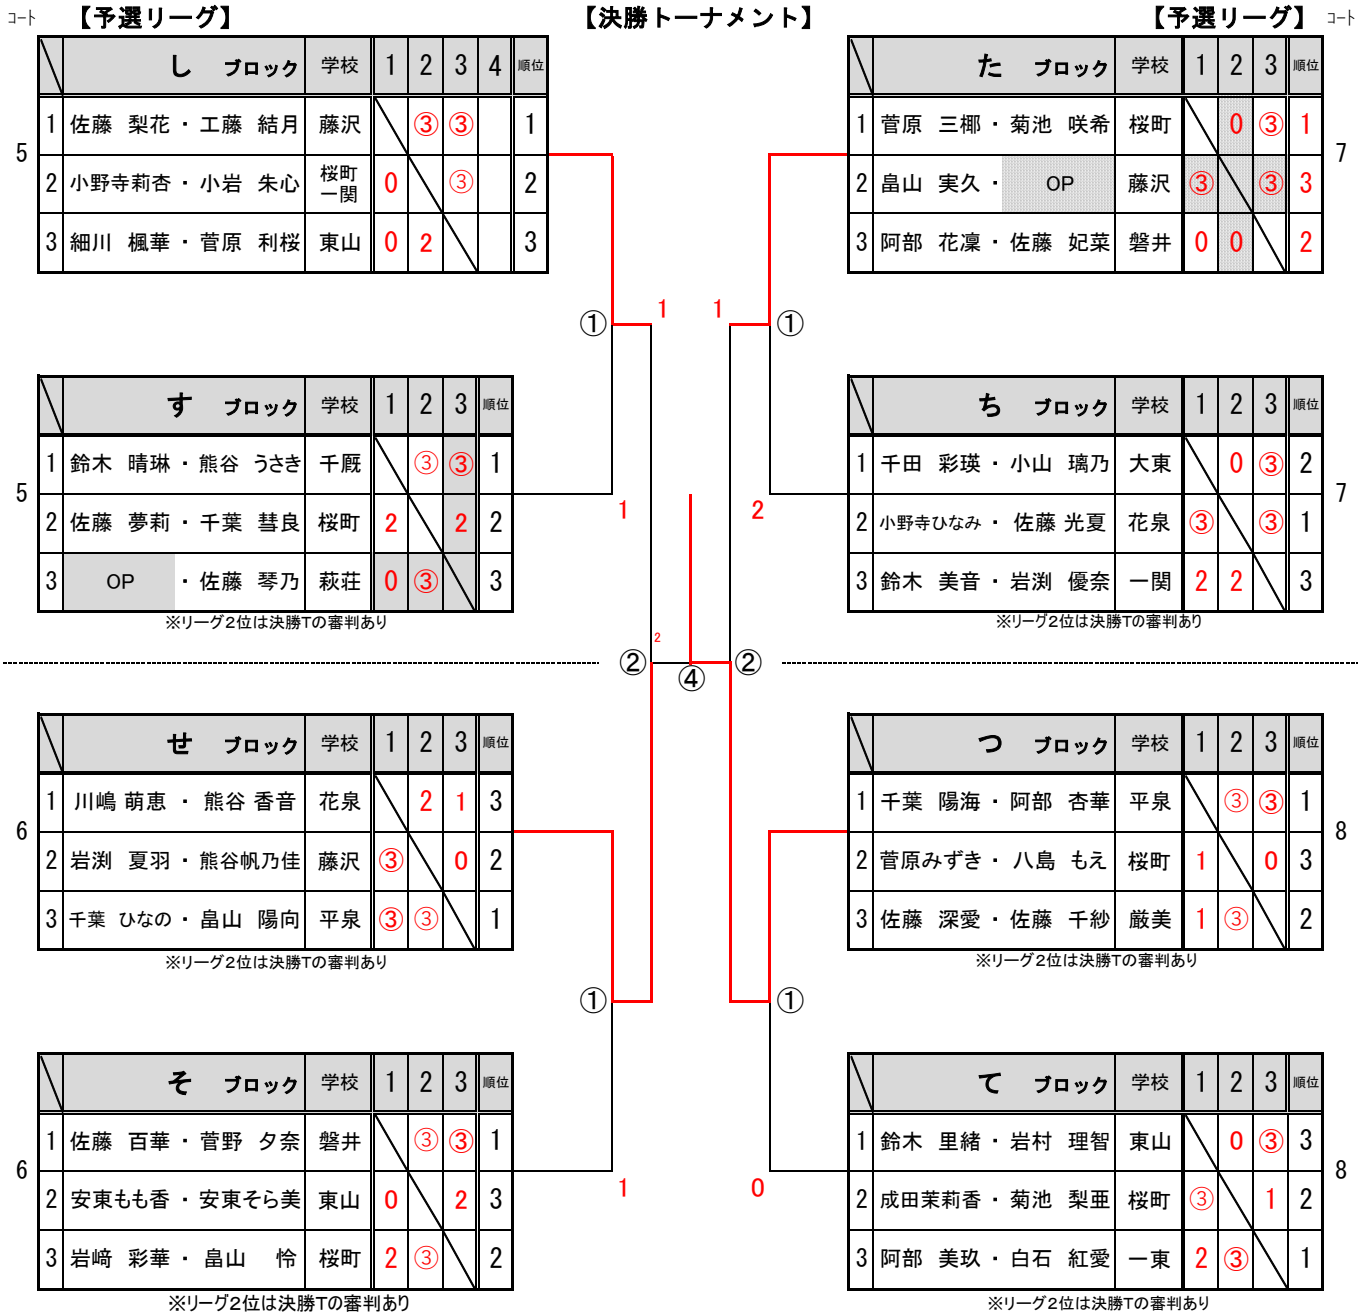 コート 【予選リーグ】 【決勝トーナメント】 【予選リーグ】 コート
し ブロック 学校 1 2 3 4 順位
1 佐藤 梨花 ・ 工藤 結月 藤沢 ③ ③ 1
2 小野寺莉杏 ・ 小岩 朱心 桜町 一関 0 ③ 2
3 細川 楓華 ・ 菅原 利桜 東山 0 2 3
5
た ブロック 学校 1 2 3 順位
1 菅原 三椰 ・ 菊池 咲希 桜町 0 ③ 1
2 畠山 実久 ・ OP 藤沢 ③ ③ 3
3 阿部 花凜 ・ 佐藤 妃菜 磐井 0 0 2
7
① 1 1 ①
す ブロック 学校 1 2 3 順位
1 鈴木 晴琳 ・ 熊谷 うさき 千厩 ③ ③ 1
2 佐藤 夢莉 ・ 千葉 彗良 桜町 2 2 2
3 OP ・ 佐藤 琴乃 萩荘 0 ③ 3
5
※リーグ2位は決勝Tの審判あり
ち ブロック 学校 1 2 3 順位
1 千田 彩瑛 ・ 小山 璃乃 大東 0 ③ 2
2 小野寺ひなみ ・ 佐藤 光夏 花泉 ③ ③ 1
3 鈴木 美音 ・ 岩渕 優奈 一関 2 2 3
7
※リーグ2位は決勝Tの審判あり
1 2
2
② ④ ②
せ ブロック 学校 1 2 3 順位
1 川嶋 萌恵 ・ 熊谷 香音 花泉 2 1 3
2 岩渕 夏羽 ・ 熊谷帆乃佳 藤沢 ③ 0 2
3 千葉 ひなの ・ 畠山 陽向 平泉 ③ ③ 1
6
※リーグ2位は決勝Tの審判あり
つ ブロック 学校 1 2 3 順位
1 千葉 陽海 ・ 阿部 杏華 平泉 ③ ③ 1
2 菅原みずき ・ 八島 もえ 桜町 1 0 3
3 佐藤 深愛 ・ 佐藤 千紗 厳美 1 ③ 2
8
※リーグ2位は決勝Tの審判あり
① ①
そ ブロック 学校 1 2 3 順位
1 佐藤 百華 ・ 菅野 夕奈 磐井 ③ ③ 1
2 安東もも香 ・ 安東そら美 東山 0 2 3
3 岩﨑 彩華 ・ 畠山 怜 桜町 2 ③ 2
6
※リーグ2位は決勝Tの審判あり
て ブロック 学校 1 2 3 順位
1 鈴木 里緒 ・ 岩村 理智 東山 0 ③ 3
2 成田茉莉香 ・ 菊池 梨亜 桜町 ③ 1 2
3 阿部 美玖 ・ 白石 紅愛 一東 2 ③ 1
8
※リーグ2位は決勝Tの審判あり
1 0